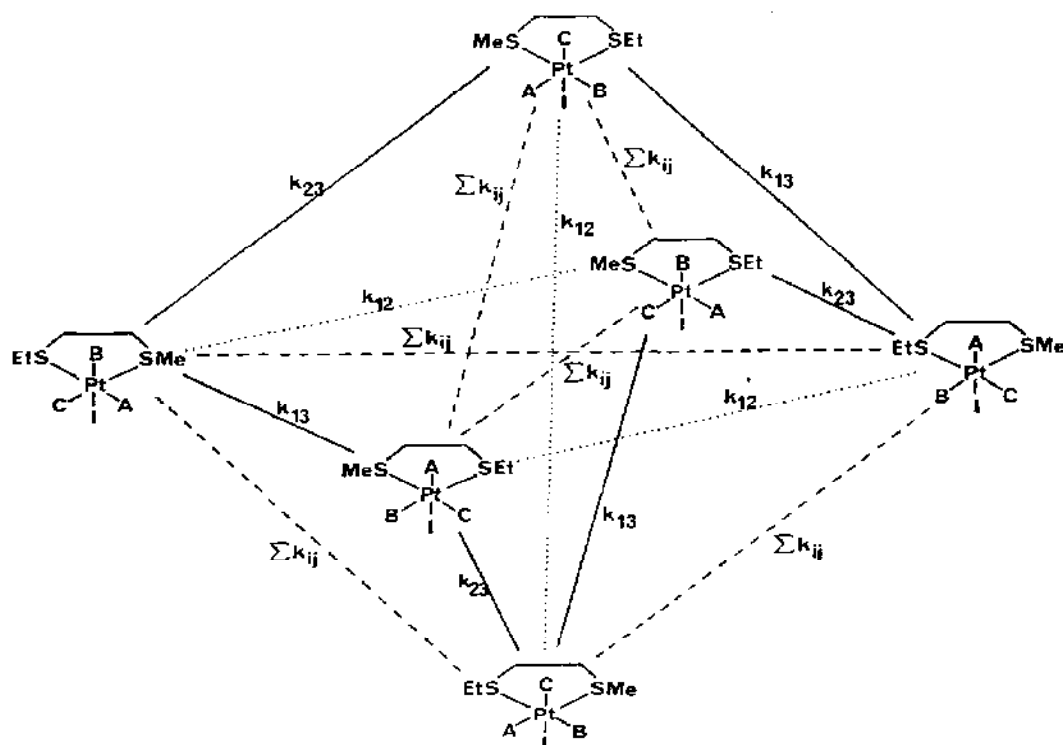 MeS C SEt
Pt
A B
I
k23
∑kij
∑kij
k13
k12
MeS B SEt
Pt
C A
I
k12
k23
EtS B SMe
Pt
C A
I
∑kij
EtS A SMe
Pt
B C
I
∑kij
k13
k12
MeS A SEt
Pt
B C
I
k13
∑kij
k23
∑kij
EtS C SMe
Pt
A B
I